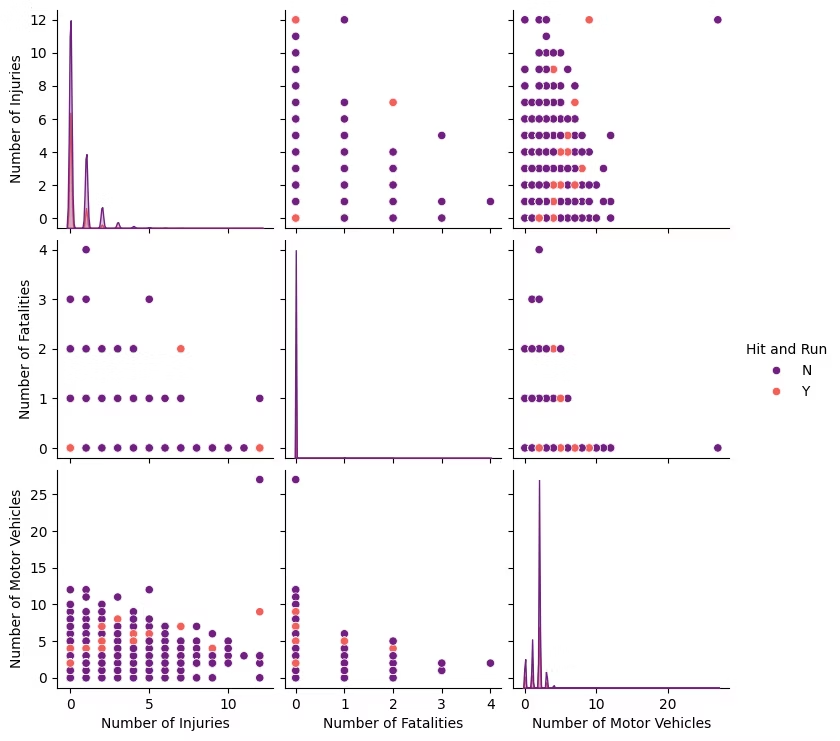 12
10
8
6
4
2
0
Number of Injuries
4
3
2
1
0
Number of Fatalities
Hit and Run
N
Y
25
20
15
10
5
0
Number of Motor Vehicles
0 5 10
0 1 2 3 4
0 10 20
Number of Injuries
Number of Fatalities
Number of Motor Vehicles